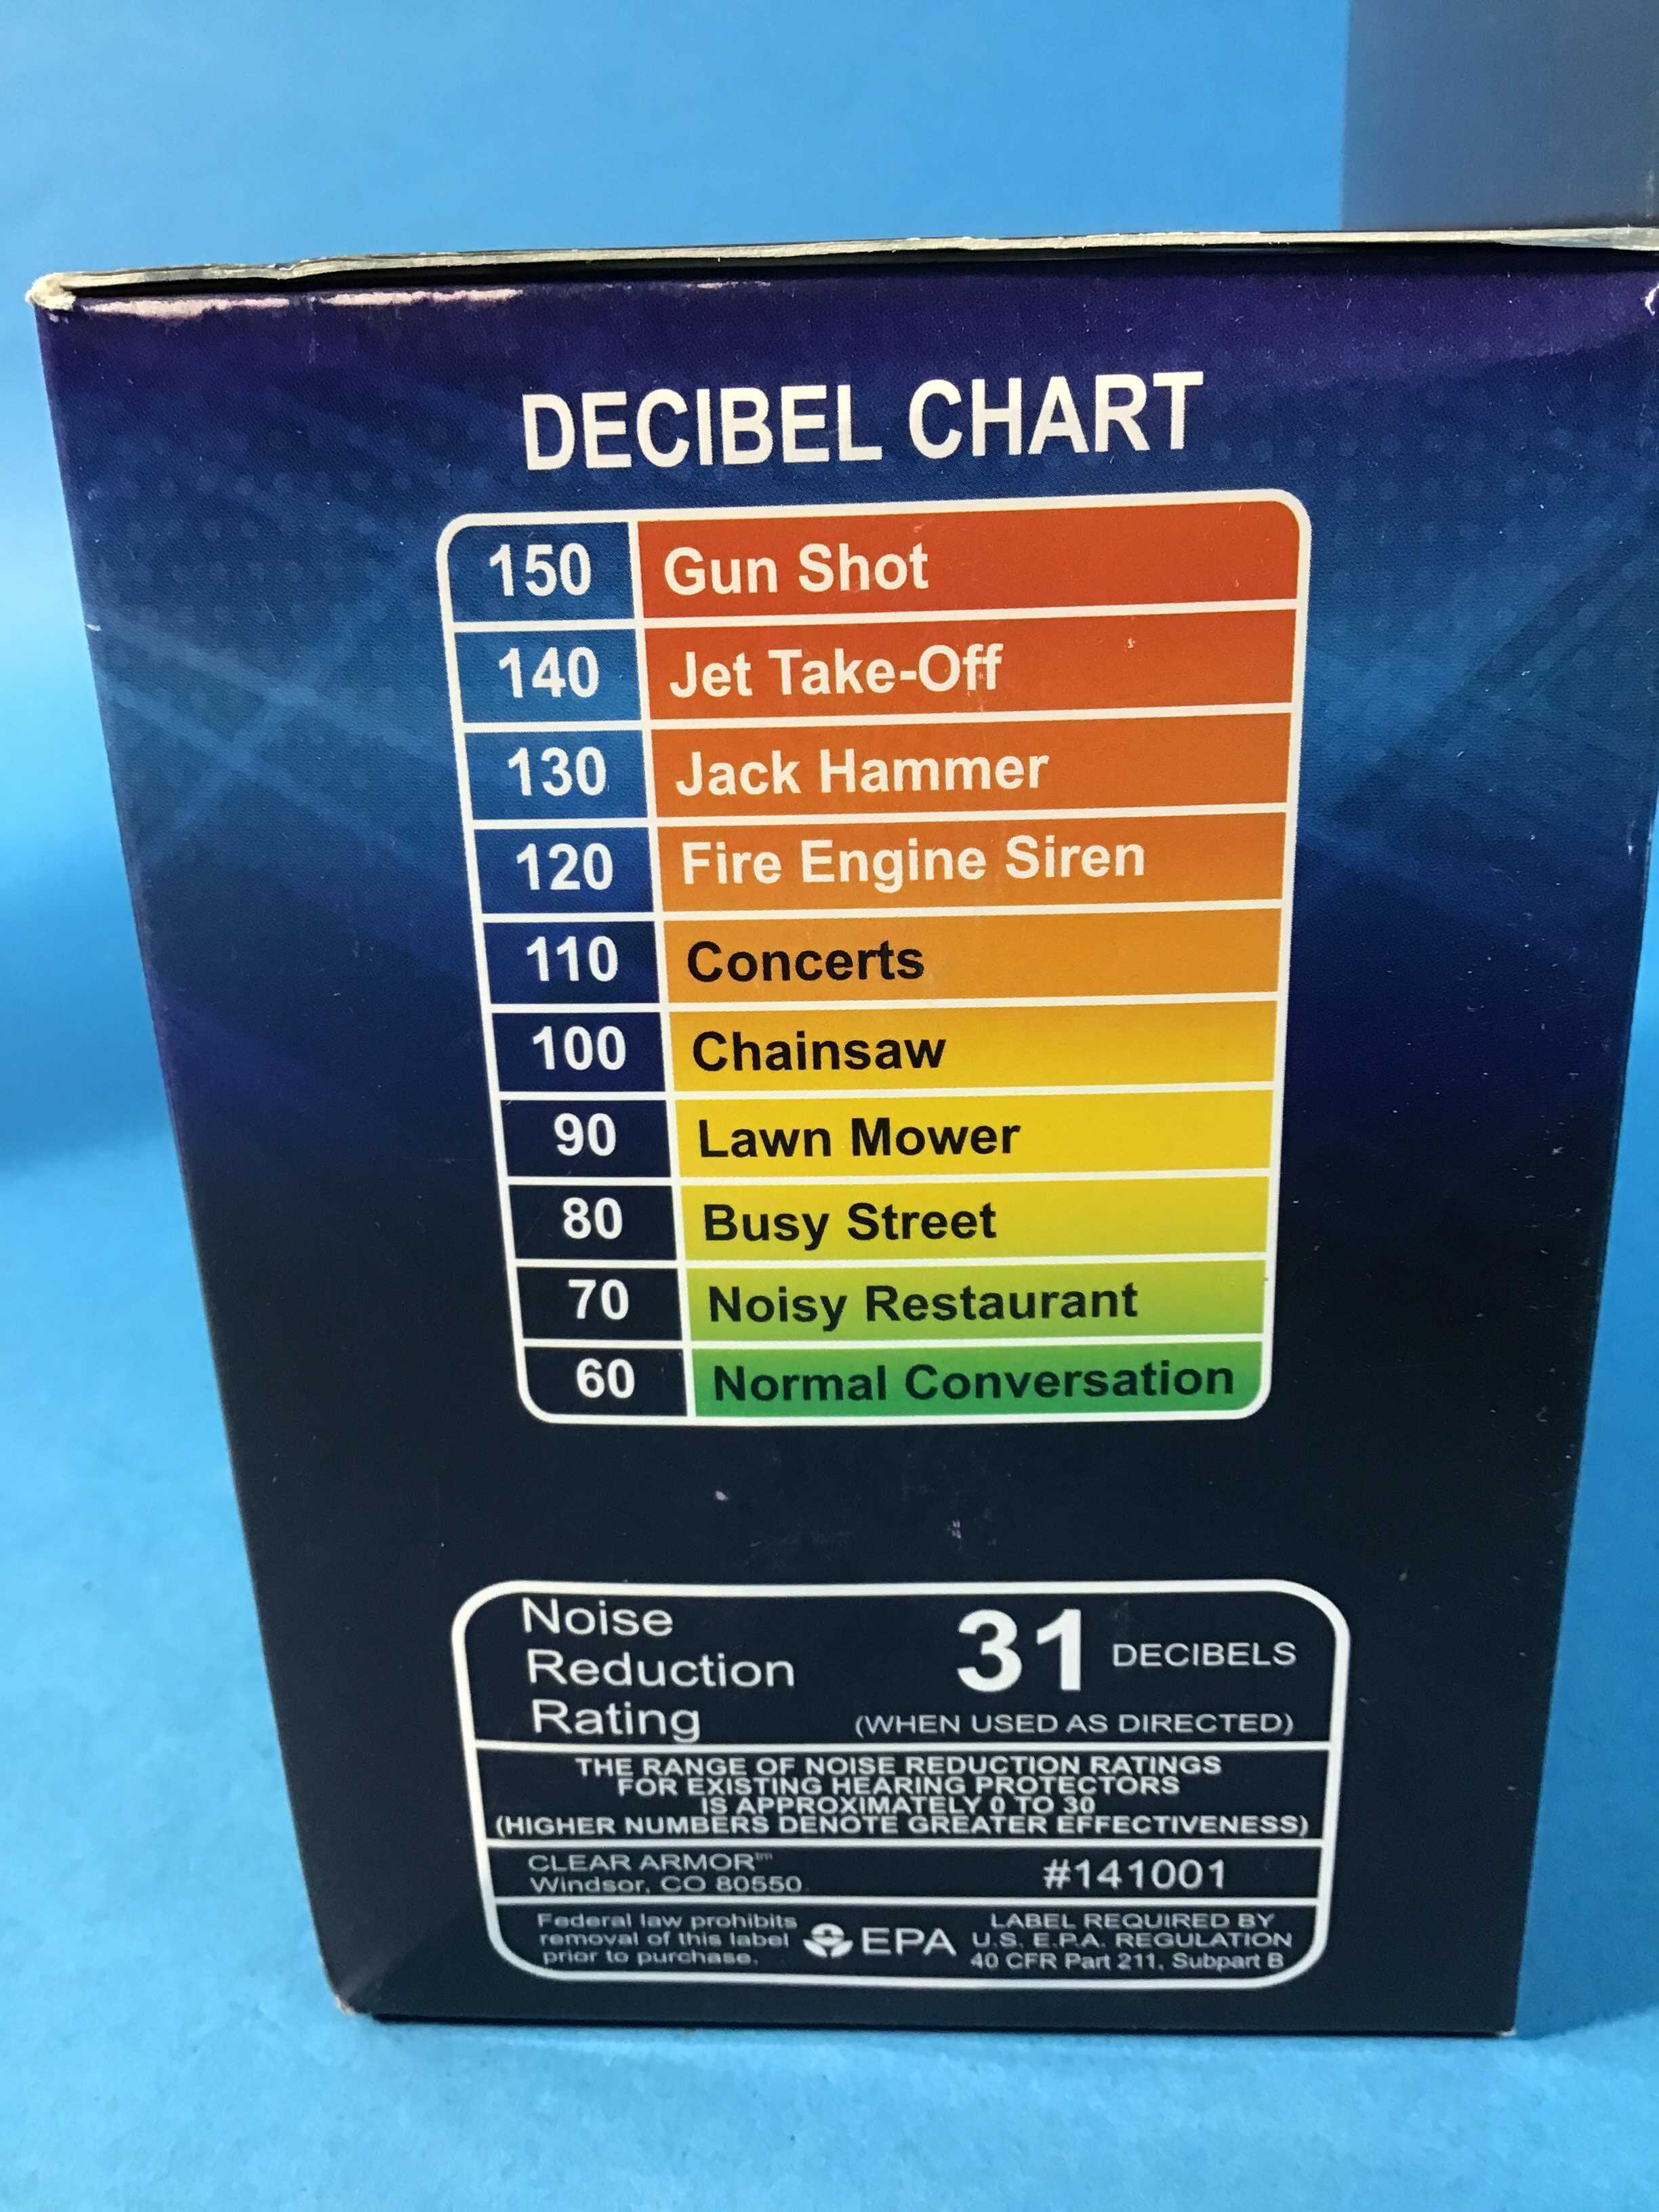 DECIBEL CHART
150 Gun Shot
140 Jet Take-Off
130 Jack Hammer
120 Fire Engine Siren
110 Concerts
100 Chainsaw
90 Lawn Mower
80 Busy Street
70 Noisy Restaurant
60 Normal Conversation
Noise
Reduction
Rating
31 DECIBELS
(WHEN USED AS DIRECTED)
THE RANGE OF NOISE REDUCTION RATINGS
FOR EXISTING HEARING PROTECTORS
IS APPROXIMATELY 0 TO 30
(HIGHER NUMBERS DENOTE GREATER EFFECTIVENESS)
CLEAR ARMOR™
Windsor, CO 80550
#141001
Federal law prohibits
removal of this label
prior to purchase.
EPA
LABEL REQUIRED BY
U.S. E.P.A. REGULATION
40 CFR Part 211, Subpart B